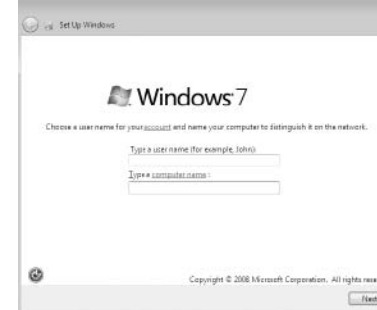 Set Up Windows
Windows 7
Choose a user name for your account and name your computer to distinguish it on the network.
Type a user name (for example, John):
Type a computer name :
Copyright © 2006 Microsoft Corporation. All rights rese
Next